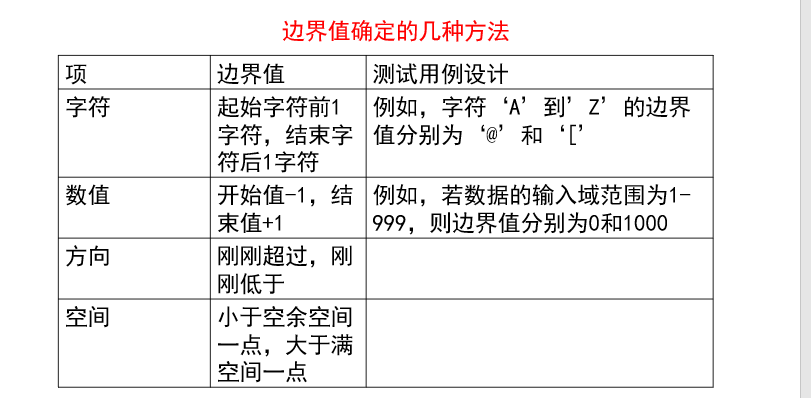 边界值确定的几种方法
项 边界值 测试用例设计
字符 起始字符前1 例如，字符‘A’到’Z’的边界
字符，结束字 值分别为‘@’和‘[’
符后1字符
数值 开始值-1，结 例如，若数据的输入域范围为1-
束值+1 999，则边界值分别为0和1000
方向 刚刚超过，刚
刚低于
空间 小于空余空间
一点，大于满
空间一点